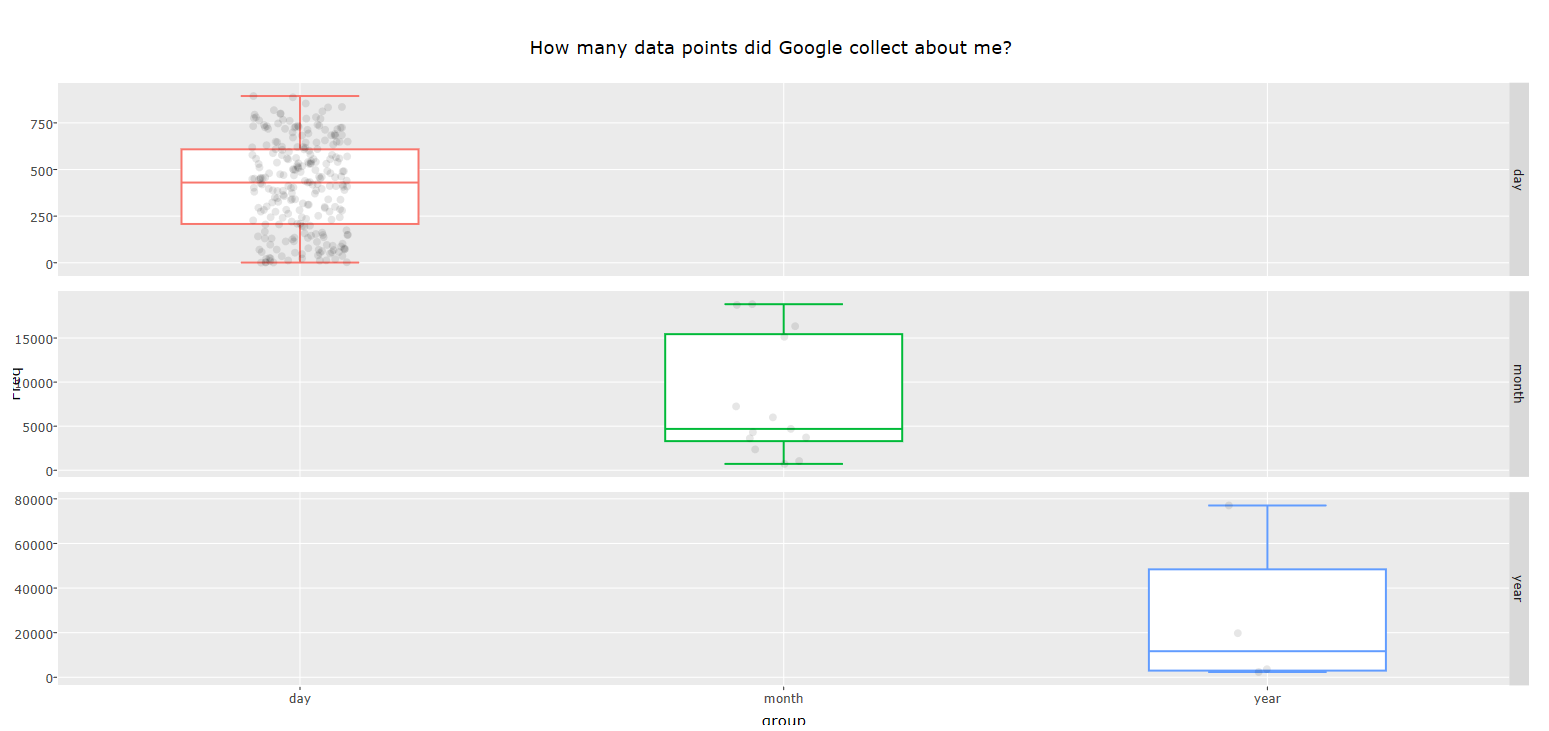 How many data points did Google collect about me?
750
500
250
0
day
15000
10000
5000
0
month
Freq
80000
60000
40000
20000
0
year
day month year
group